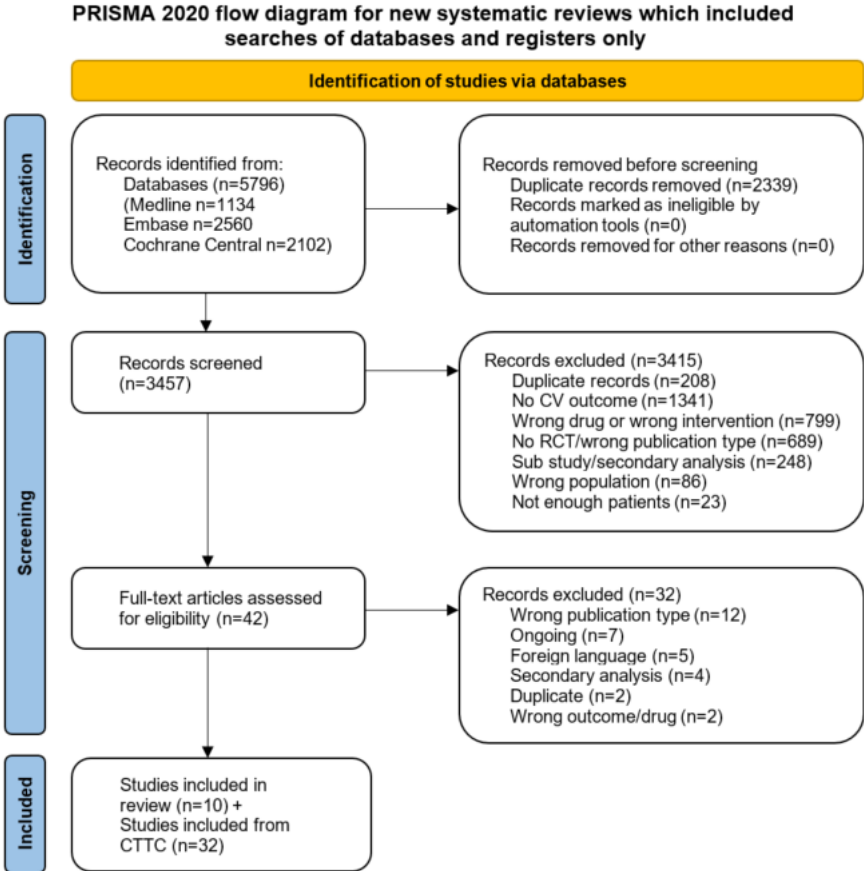 PRISMA 2020 flow diagram for new systematic reviews which included
searches of databases and registers only
Identification of studies via databases
Identification
Records identified from:
Databases (n=5796)
(Medline n=1134
Embase n=2560
Cochrane Central n=2102)
Records removed before screening
Duplicate records removed (n=2339)
Records marked as ineligible by
automation tools (n=0)
Records removed for other reasons (n=0)
Screening
Records screened
(n=3457)
Records excluded (n=3415)
Duplicate records (n=208)
No CV outcome (n=1341)
Wrong drug or wrong intervention (n=799)
No RCT/wrong publication type (n=689)
Sub study/secondary analysis (n=248)
Wrong population (n=86)
Not enough patients (n=23)
Full-text articles assessed
for eligibility (n=42)
Records excluded (n=32)
Wrong publication type (n=12)
Ongoing (n=7)
Foreign language (n=5)
Secondary analysis (n=4)
Duplicate (n=2)
Wrong outcome/drug (n=2)
Included
Studies included in
review (n=10) +
Studies included from
CTTC (n=32)